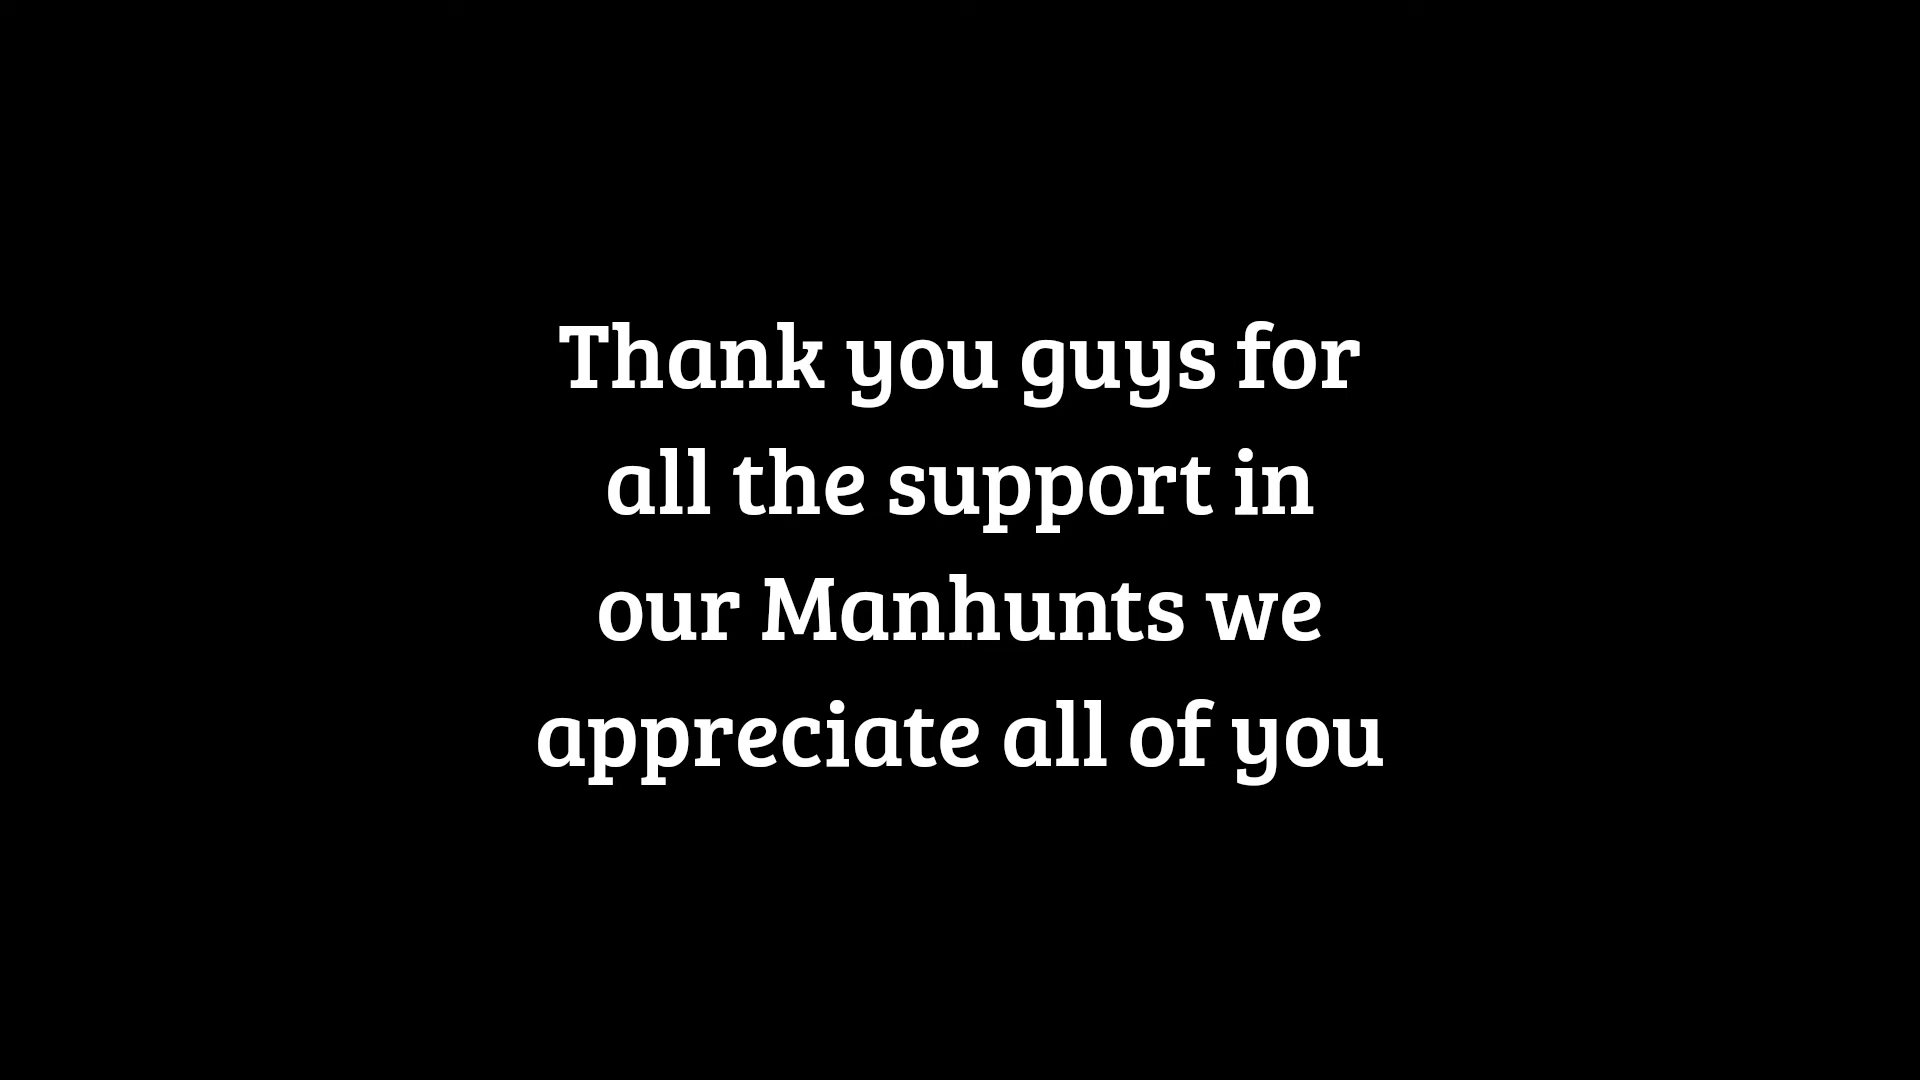 Thank you guys for
all the support in
our Manhunts we
appreciate all of you